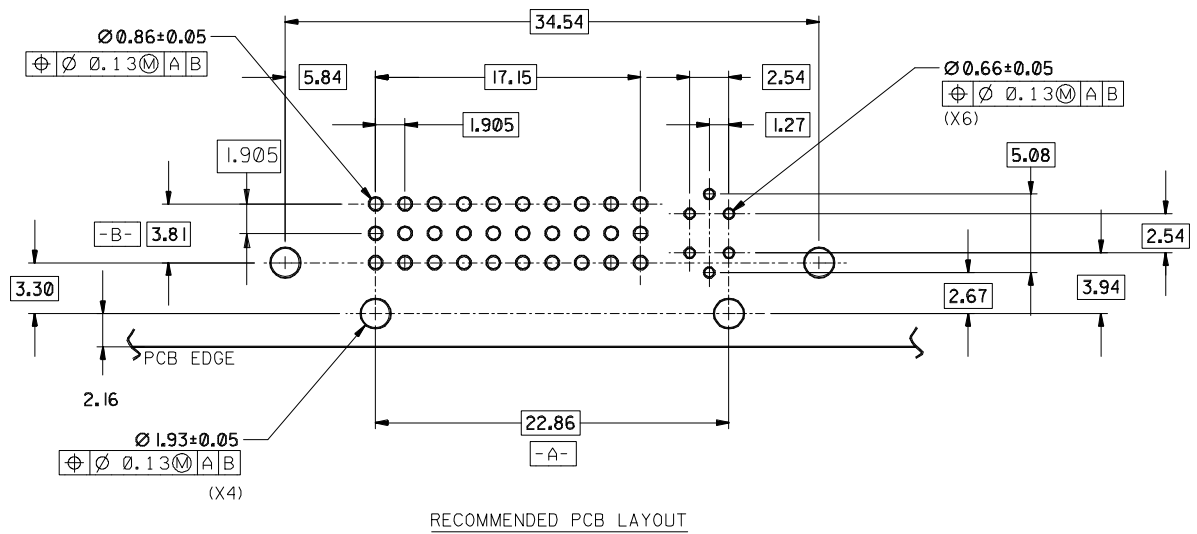 34.54
Ø0.86±0.05
⌖ Ø 0.13Ⓜ A B
5.84
17.15
2.54
Ø0.66±0.05
⌖ Ø 0.13Ⓜ A B
(X6)
1.905
1.27
1.905
5.08
-B- 3.81
2.54
3.30
2.67
3.94
PCB EDGE
2.16
22.86
-A-
Ø1.93±0.05
⌖ Ø 0.13Ⓜ A B
(X4)
RECOMMENDED PCB LAYOUT